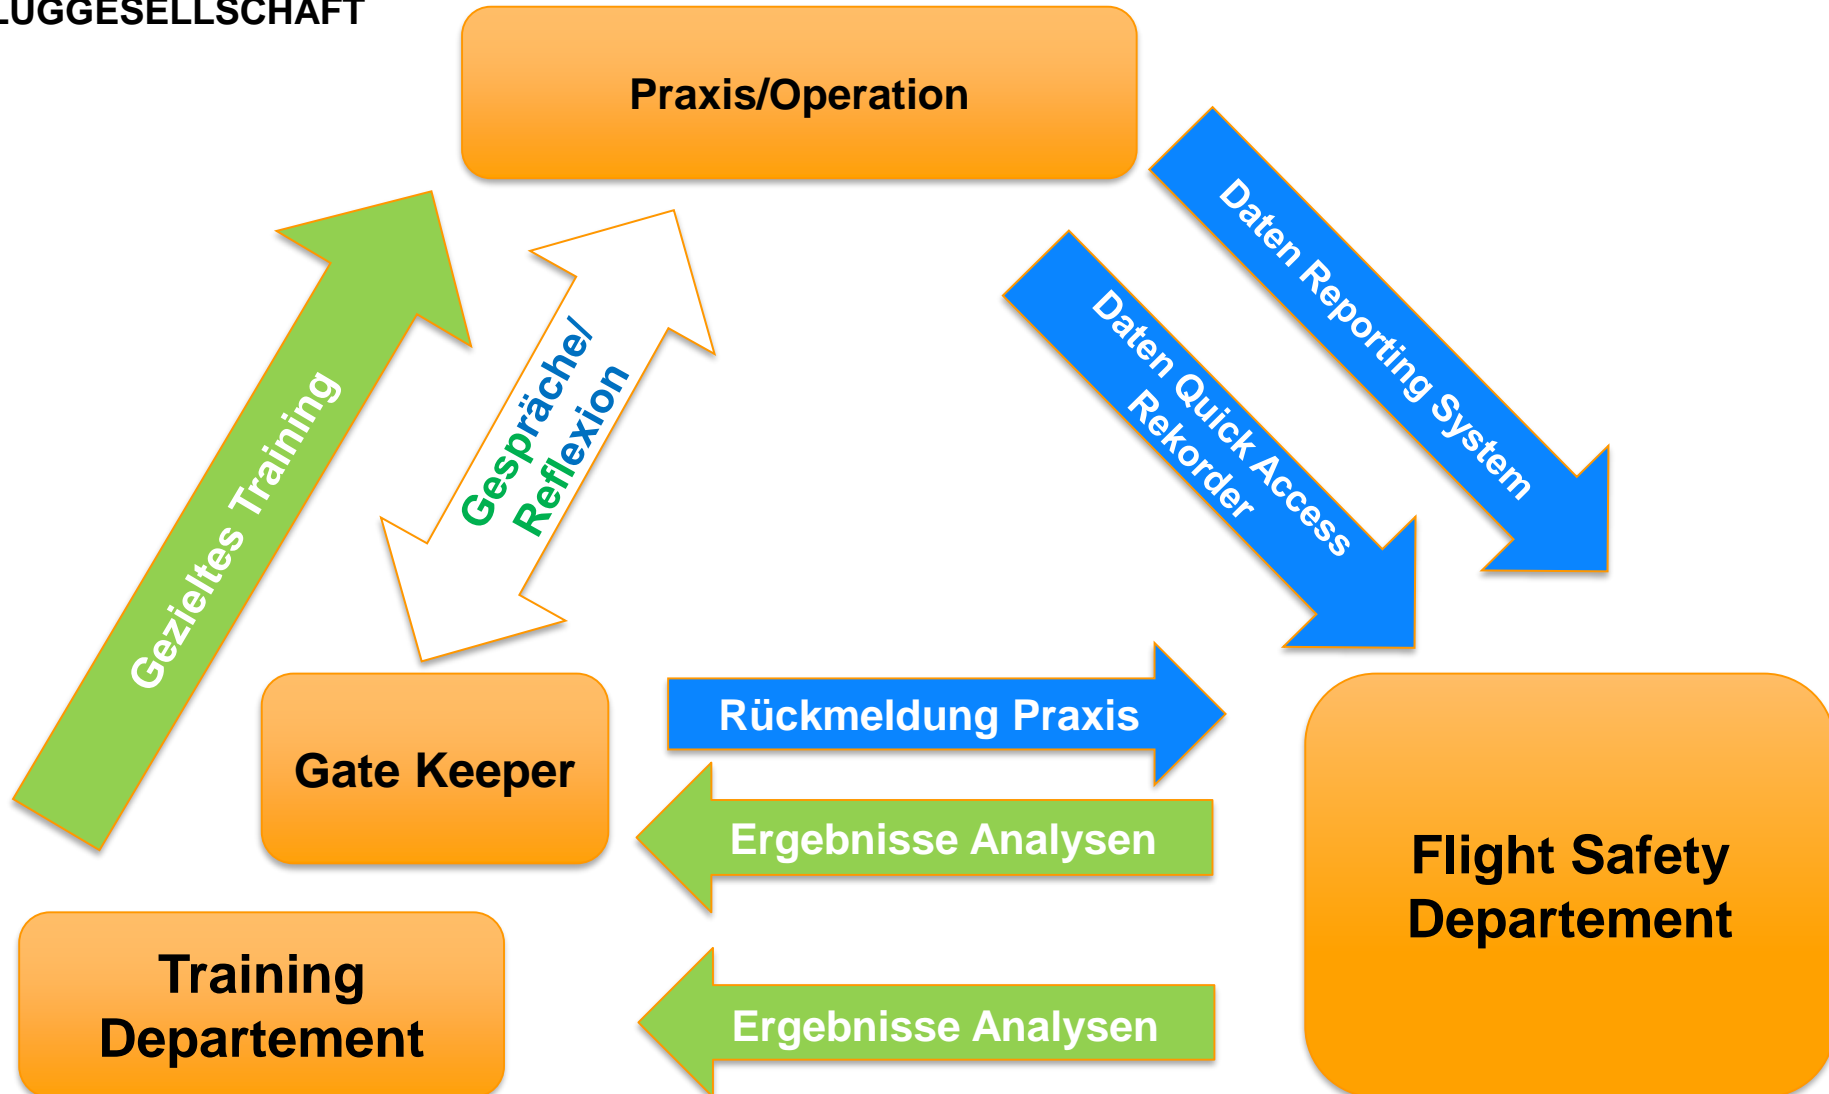 LUGGESELLSCHAFT
Praxis/Operation
Daten Reporting System
Daten Quick Access
Rekorder
Gespräche/
Reflexion
Gezieltes Training
Gate Keeper
Rückmeldung Praxis
Ergebnisse Analysen
Flight Safety
Departement
Training
Departement
Ergebnisse Analysen